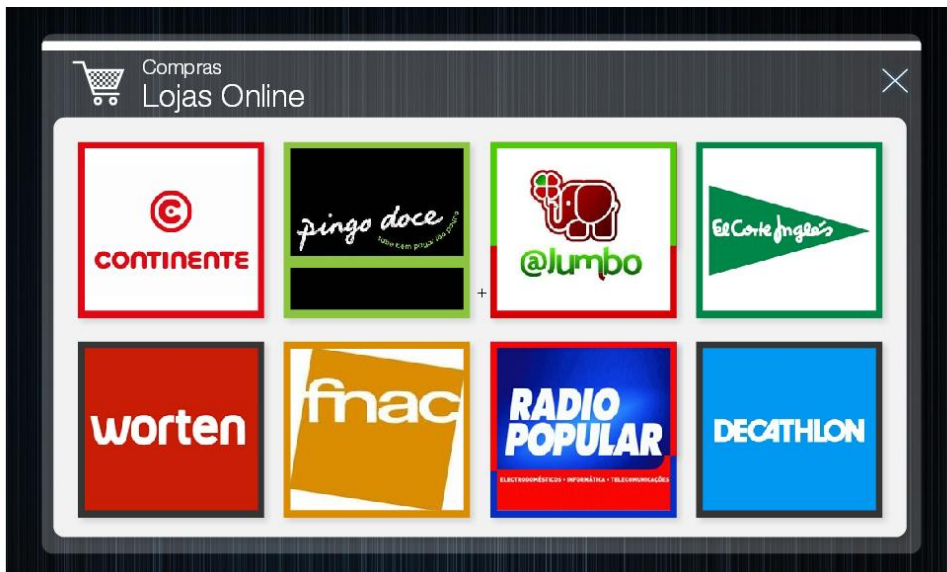 Compras
Lojas Online
CONTINENTE
pingo doce
@Jumbo
El Corte Inglés
+
worten
fnac
RADIO
POPULAR
ELECTRODOMÉSTICOS • INFORMÁTICA • TELECOMUNICAÇÕES
DECATHLON